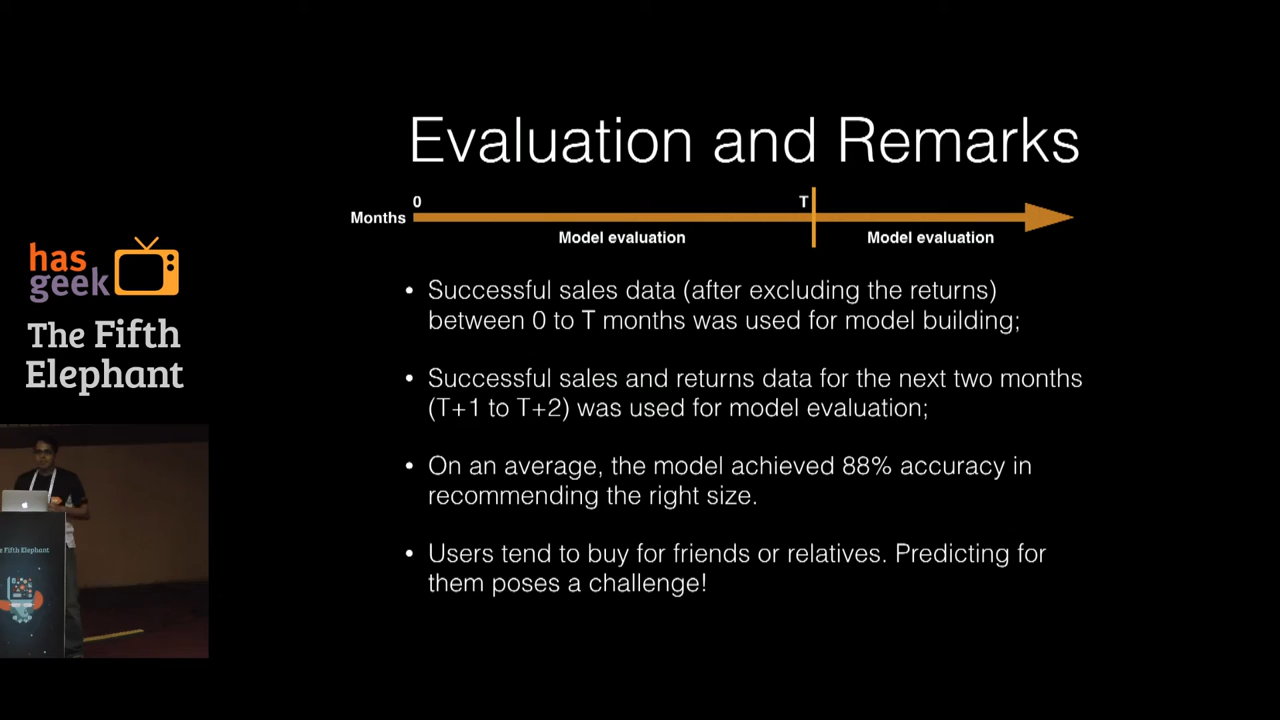 Evaluation and Remarks
0
T
Months
Model evaluation
Model evaluation
• Successful sales data (after excluding the returns)
between 0 to T months was used for model building;
• Successful sales and returns data for the next two months
(T+1 to T+2) was used for model evaluation;
• On an average, the model achieved 88% accuracy in
recommending the right size.
• Users tend to buy for friends or relatives. Predicting for
them poses a challenge!
has
geek
The Fifth
Elephant
he Fifth Elephant